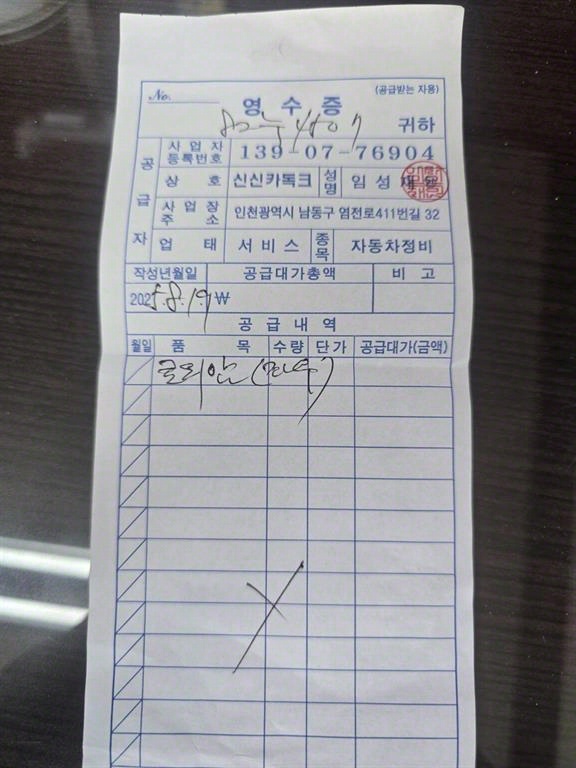 No.
(공급받는 자용)
영 수 증
귀하
공급자
사업자등록번호 139-07-76904
상 호 신신카독크 성명 임성재
사업장주소 인천광역시 남동구 염전로411번길 32
업 태 서비스 종목 자동차정비
작성년월일 공급대가총액 비 고
2025.8.19 ₩
공 급 내 역
월일 품 목 수량 단가 공급대가(금액)